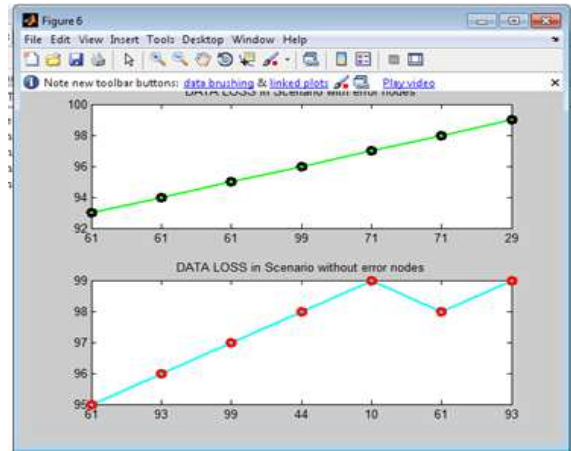 Figure 6
File Edit View Insert Tools Desktop Window Help
Note new toolbar buttons: data brushing & linked plots Play video
DATA LOSS in Scenario with error nodes
100
98
96
94
92
61 61 61 99 71 71 29
DATA LOSS in Scenario without error nodes
99
98
97
96
95
61 93 99 44 10 61 93